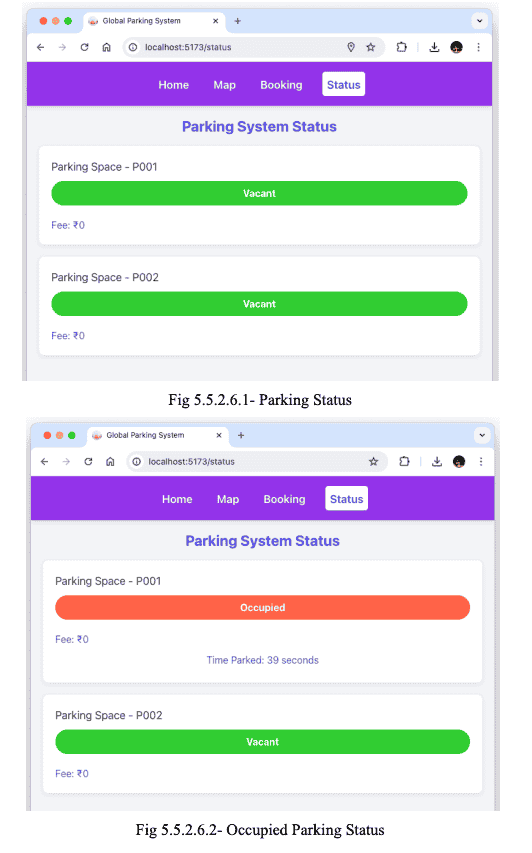 Global Parking System
localhost:5173/status
Home Map Booking Status
Parking System Status
Parking Space - P001
Vacant
Fee: ₹0
Parking Space - P002
Vacant
Fee: ₹0
Fig 5.5.2.6.1- Parking Status
Global Parking System
localhost:5173/status
Home Map Booking Status
Parking System Status
Parking Space - P001
Occupied
Fee: ₹0
Time Parked: 39 seconds
Parking Space - P002
Vacant
Fee: ₹0
Fig 5.5.2.6.2- Occupied Parking Status